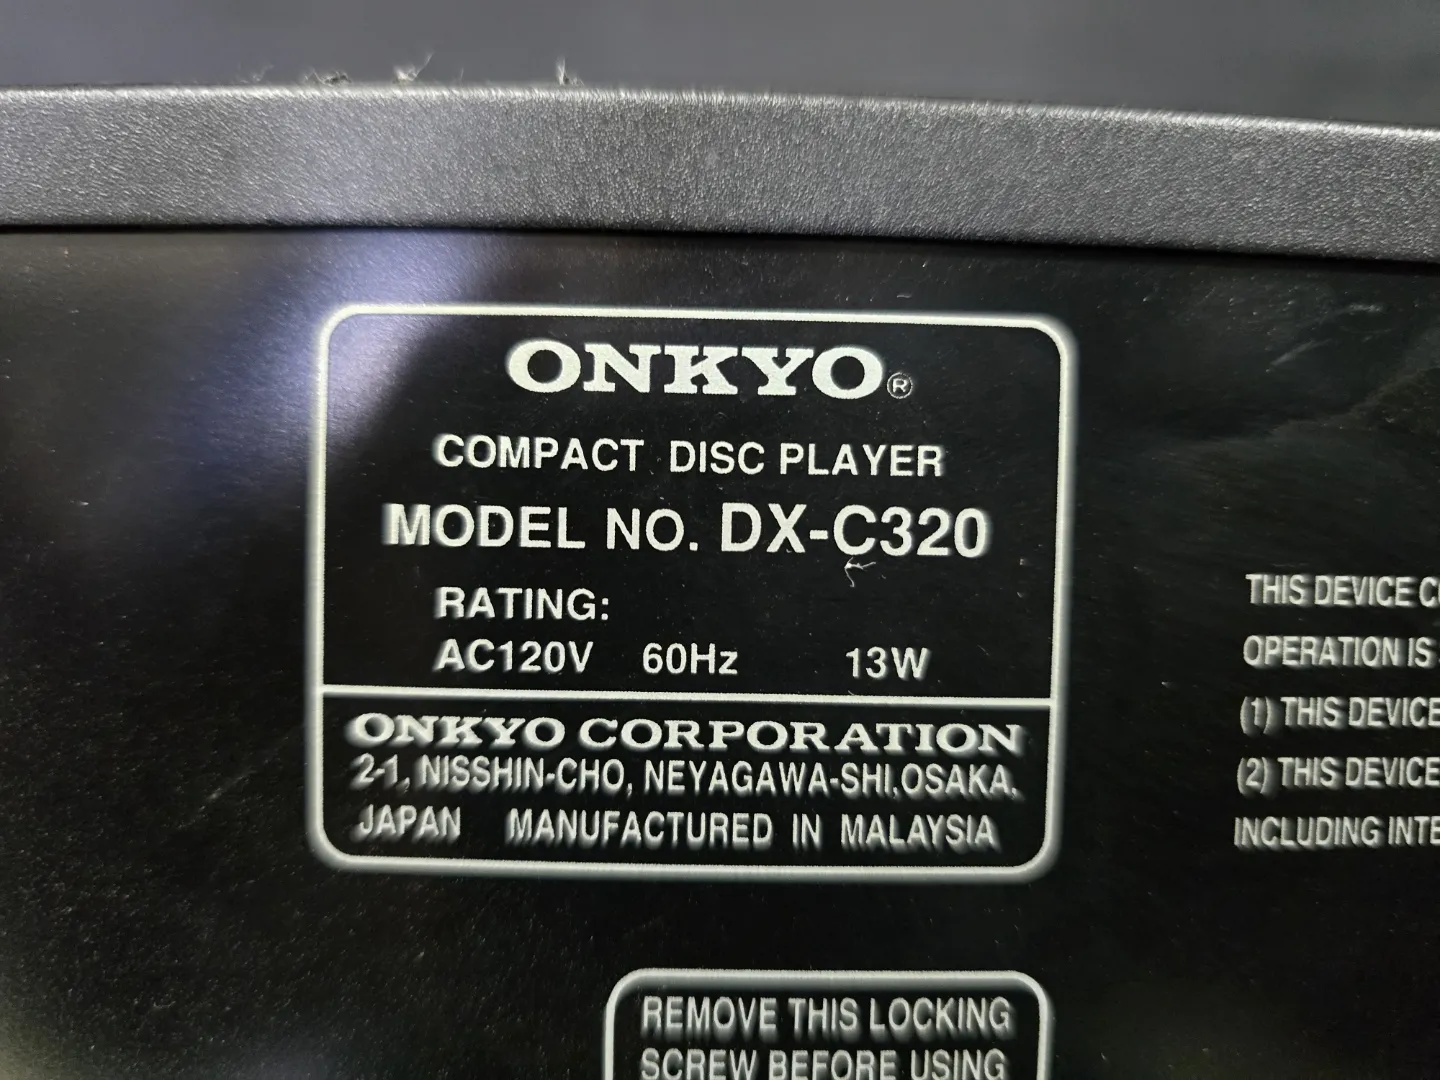 ONKYO®
COMPACT DISC PLAYER
MODEL NO. DX-C320
RATING:
AC120V 60Hz 13W
ONKYO CORPORATION
2-1, NISSHIN-CHO, NEYAGAWA-SHI, OSAKA,
JAPAN MANUFACTURED IN MALAYSIA
THIS DEVICE
OPERATION IS
(1) THIS DEVICE
(2) THIS DEVICE
INCLUDING
REMOVE THIS LOCKING
SCREW BEFORE USING